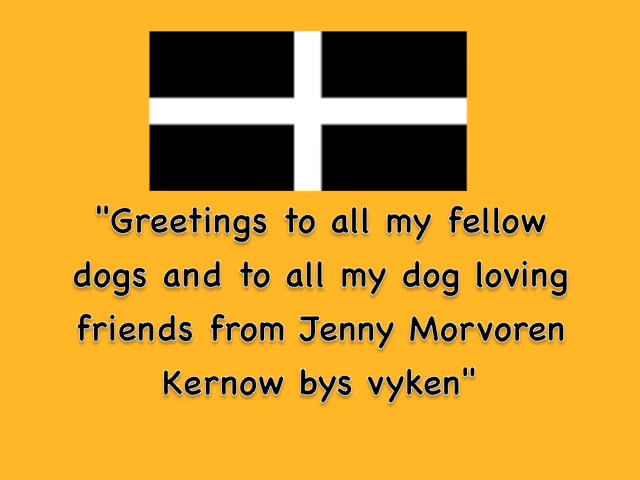 "Greetings to all my fellow
dogs and to all my dog loving
friends from Jenny Morvoren
Kernow bys vyken"